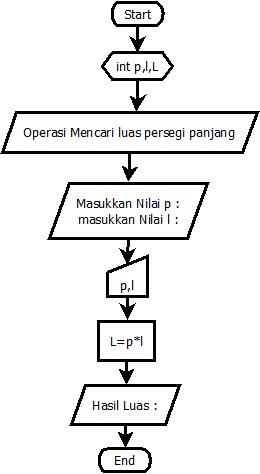 Start
int p,l,L
Operasi Mencari luas persegi panjang
Masukkan Nilai p :
masukkan Nilai l :
p,l
L=p*l
Hasil Luas :
End